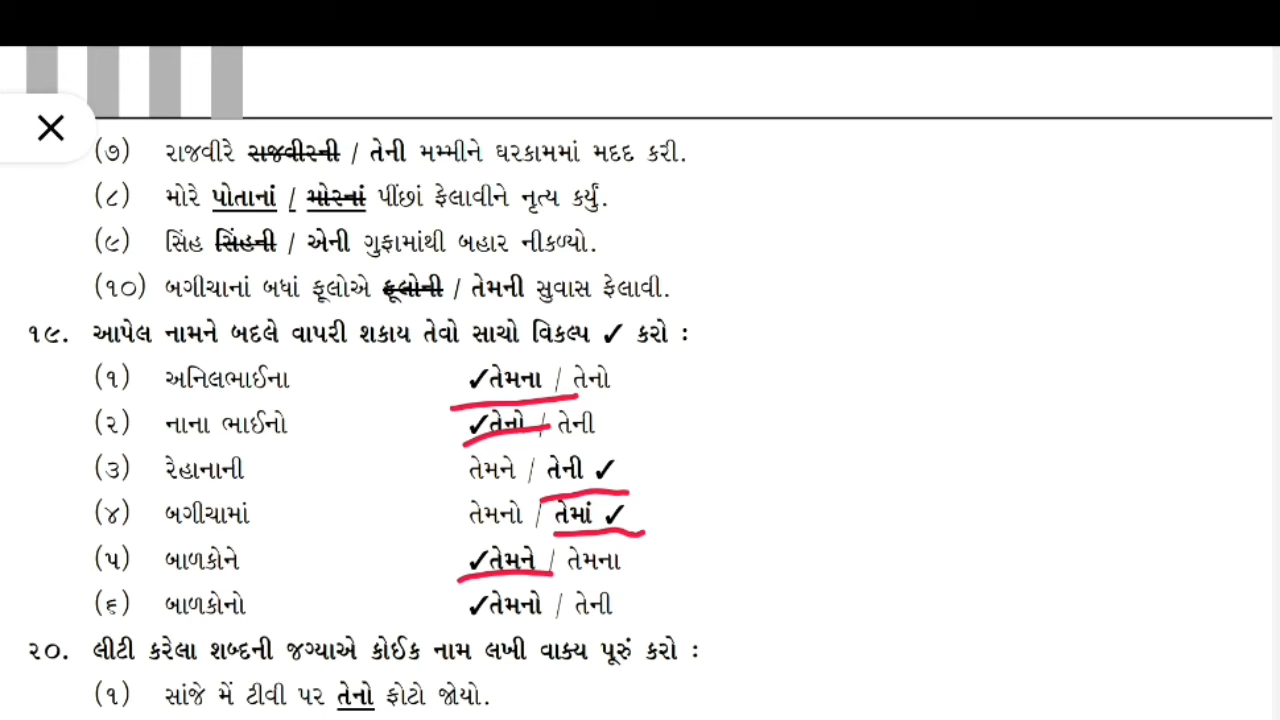 (૭) રાજવીરે રાજવીરની / તેની મમ્મીને ઘરકામમાં મદદ કરી.
(૮) મોરે પોતાનાં / મોરનાં પીંછાં ફેલાવીને નૃત્ય કર્યું.
(૯) સિંહ સિંહની / એની ગુફામાંથી બહાર નીકળ્યો.
(૧૦) બગીચાનાં બધાં ફૂલોએ ફૂલોની / તેમની સુવાસ ફેલાવી.
૧૯. આપેલ નામને બદલે વાપરી શકાય તેવો સાચો વિકલ્પ ✓ કરો :
(૧) અનિલભાઈના ✓તેમના / તેનો
(૨) નાના ભાઈનો ✓તેનો / તેની
(૩) રેહાનાની તેમને / તેની ✓
(૪) બગીચામાં તેમનો / તેમાં ✓
(૫) બાળકોને ✓તેમને / તેમના
(૬) બાળકોનો ✓તેમનો / તેની
૨૦. લીટી કરેલા શબ્દની જગ્યાએ કોઈક નામ લખી વાક્ય પૂરું કરો :
(૧) સાંજે મેં ટીવી પર તેનો ફોટો જોયો.